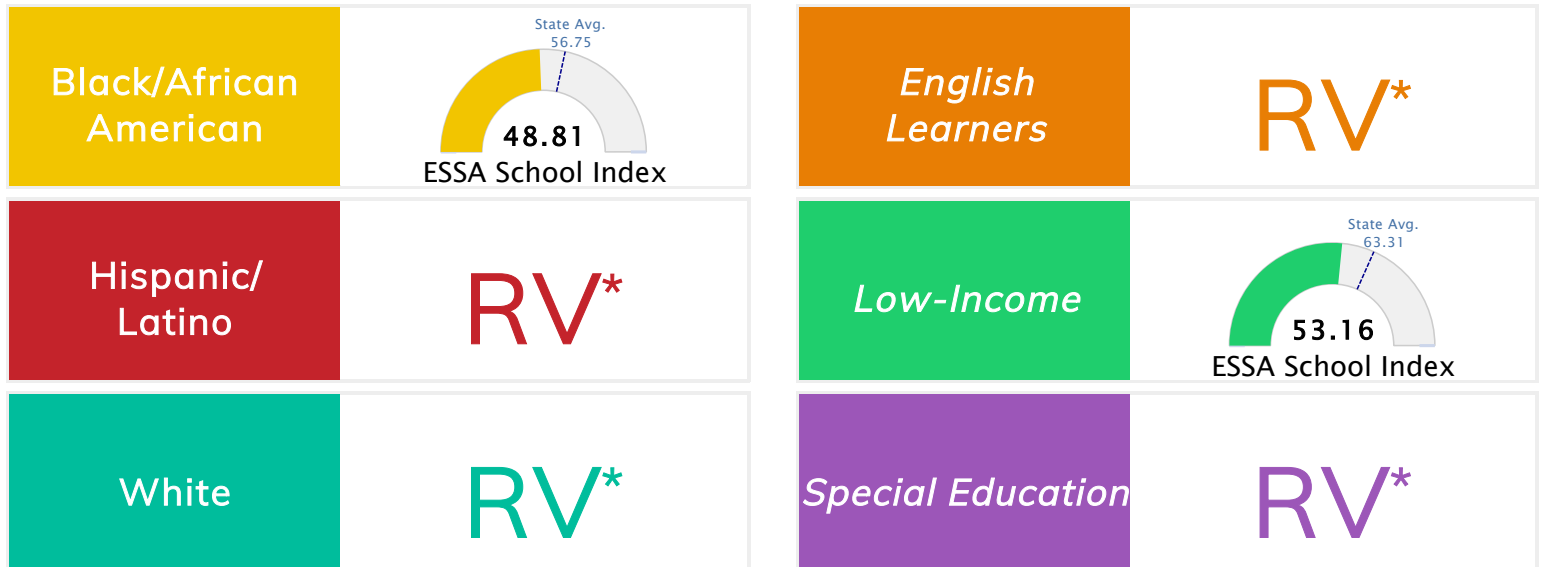 Black/African
American
State Avg.
56.75
48.81
ESSA School Index
English
Learners
RV*
Hispanic/
Latino
RV*
Low-Income
State Avg.
63.31
53.16
ESSA School Index
White
RV*
Special Education
RV*